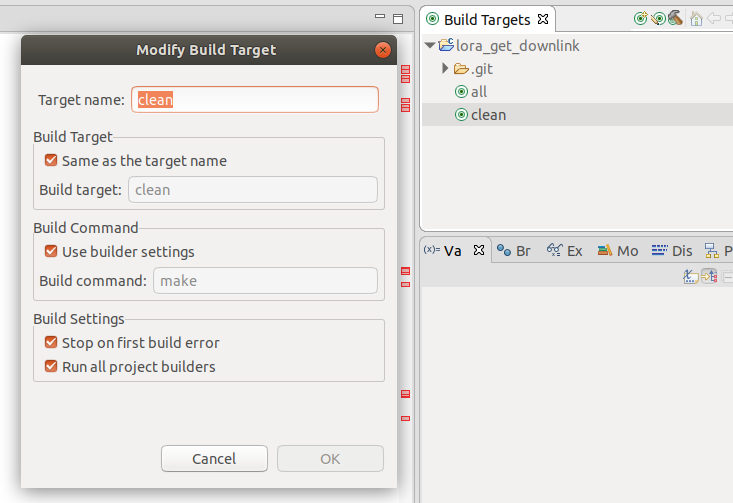 Modify Build Target
Target name: clean
Build Target
Same as the target name
Build target: clean
Build Command
Use builder settings
Build command: make
Build Settings
Stop on first build error
Run all project builders
Cancel OK
Build Targets
lora_get_downlink
.git
all
clean
(x)= Va Br Ex Mo Dis P